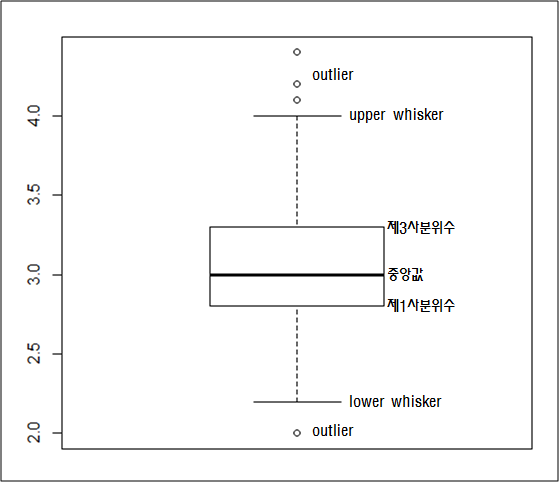 outlier
upper whisker
4.0
3.5
제3사분위수
3.0
중앙값
제1사분위수
2.5
lower whisker
2.0
outlier